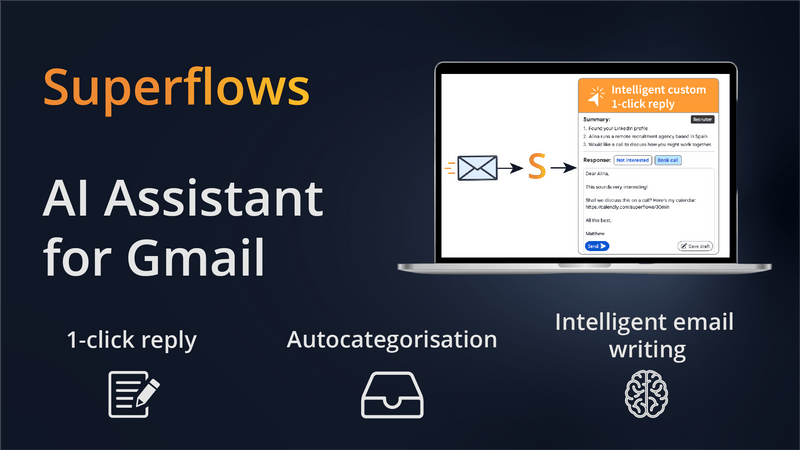 Superflows
AI Assistant
for Gmail
Intelligent custom
1-click reply
Summary:
Recruiter
1. Found your LinkedIn profile
2. Alina runs a remote recruitment agency based in Spain.
3. Would like a call to discuss how you might work together.
S
Response:
Not interested
Book call
Dear Alina,
This sounds very interesting!
Shall we discuss this on a call? Here's my calendar:
https://calendly.com/superflows/30min
All the best,
Matthew
Send
Save draft
1-click reply
Autocategorisation
Intelligent email
writing